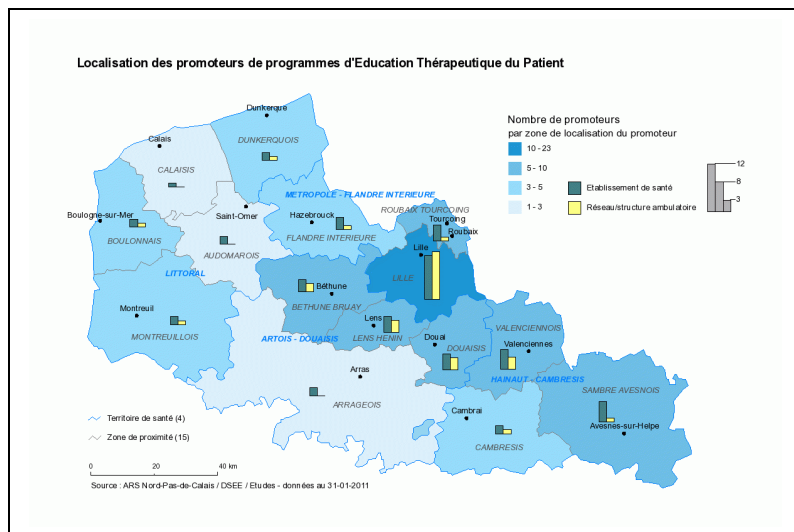 Localisation des promoteurs de programmes d'Education Thérapeutique du Patient
Nombre de promoteurs
par zone de localisation du promoteur
10 - 23
5 - 10
3 - 5
1 - 3
Etablissement de santé
Réseau/structure ambulatoire
12
8
3
Dunkerque
DUNKERQUOIS
Calais
CALAISIS
METROPOLE - FLANDRE INTERIEURE
Boulogne-sur-Mer
BOULONNAIS
Saint-Omer
AUDOMAROIS
Hazebrouck
FLANDRE INTERIEURE
ROUBAIX TOURCOING
Tourcoing
Roubaix
Lille
LILLE
LITTORAL
Béthune
BETHUNE BRUAY
Montreuil
MONTREUILLOIS
Lens
LENS HENIN
ARTOIS - DOUAISIS
Douai
DOUAISIS
VALENCIENNOIS
Valenciennes
HAINAUT - CAMBRESIS
Arras
ARRAGEOIS
SAMBRE AVESNOIS
Avesnes-sur-Helpe
Cambrai
CAMBRESIS
Territoire de santé (4)
Zone de proximité (15)
0 20 40 km
Source : ARS Nord-Pas-de-Calais / DSEE / Etudes - données au 31-01-2011